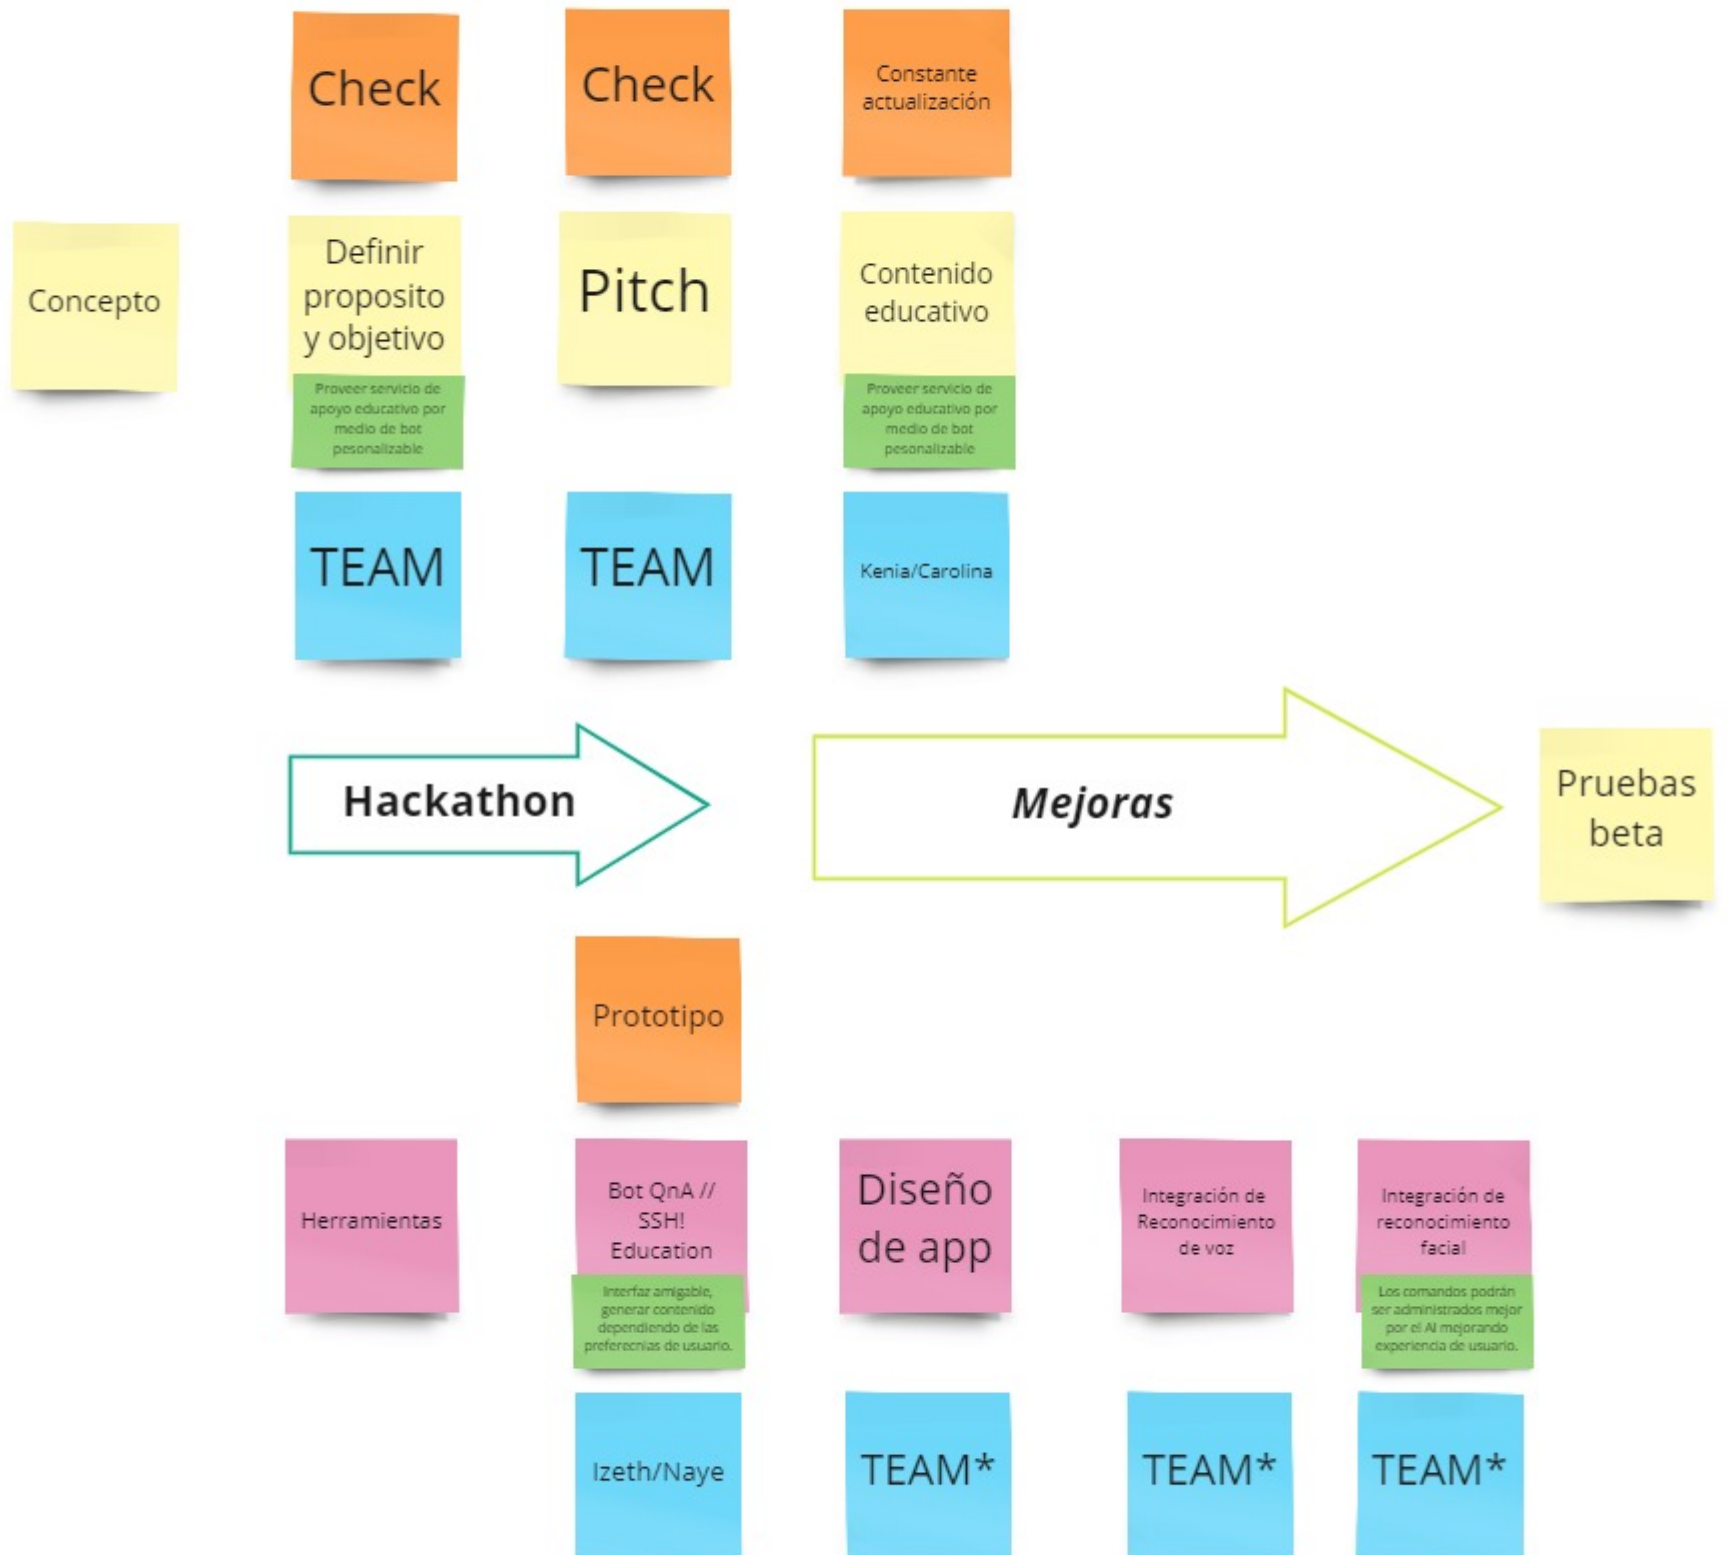 Check
Check
Constante
actualización
Concepto
Definir
proposito
y objetivo
Pitch
Contenido
educativo
Proveer servicio de
apoyo educativo por
medio de bot
pesonalizable
Proveer servicio de
apoyo educativo por
medio de bot
pesonalizable
TEAM
TEAM
Kenia/Carolina
Hackathon
Mejoras
Pruebas
beta
Prototipo
Herramientas
Bot QnA //
SSH!
Education
Diseño
de app
Integración de
Reconocimiento
de voz
Integración de
reconocimiento
facial
Interfaz amigable,
generar contenido
dependiendo de las
preferecnias de usuario.
Los comandos podrán
ser administrados mejor
por el AI mejorando
experiencia de usuario.
Izeth/Naye
TEAM*
TEAM*
TEAM*